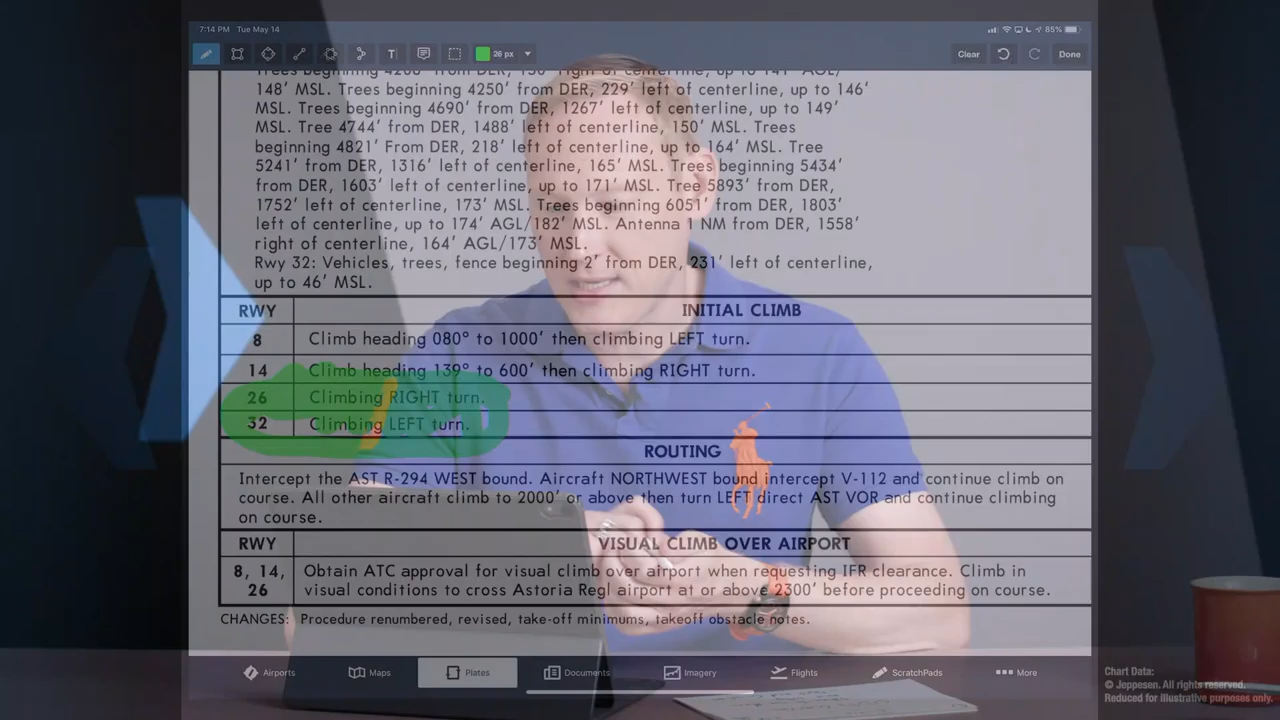 7:14 PM Tue May 14
85%
T
26 px
Clear
Done
Trees beginning 4208' from DER, 130' right of centerline, up to 141' AGL/
148' MSL. Trees beginning 4250' from DER, 229' left of centerline, up to 146'
MSL. Trees beginning 4690' from DER, 1267' left of centerline, up to 149'
MSL. Tree 4744' from DER, 1488' left of centerline, 150' MSL. Trees
beginning 4821' From DER, 218' left of centerline, up to 164' MSL. Tree
5241' from DER, 1316' left of centerline, 165' MSL. Trees beginning 5434'
from DER, 1603' left of centerline, up to 171' MSL. Tree 5893' from DER,
1752' left of centerline, 173' MSL. Trees beginning 6051' from DER, 1803'
left of centerline, up to 174' AGL/182' MSL. Antenna 1 NM from DER, 1558'
right of centerline, 164' AGL/173' MSL.
Rwy 32: Vehicles, trees, fence beginning 2' from DER, 231' left of centerline,
up to 46' MSL.
RWY INITIAL CLIMB
8 Climb heading 080° to 1000' then climbing LEFT turn.
14 Climb heading 139° to 600' then climbing RIGHT turn.
26 Climbing RIGHT turn.
32 Climbing LEFT turn.
ROUTING
Intercept the AST R-294 WEST bound. Aircraft NORTHWEST bound intercept V-112 and continue climb on
course. All other aircraft climb to 2000' or above then turn LEFT direct AST VOR and continue climbing
on course.
RWY VISUAL CLIMB OVER AIRPORT
8, 14, Obtain ATC approval for visual climb over airport when requesting IFR clearance. Climb in
26 visual conditions to cross Astoria Regl airport at or above 2300' before proceeding on course.
CHANGES: Procedure renumbered, revised, take-off minimums, takeoff obstacle notes.
Airports Maps Plates Documents Imagery Flights ScratchPads More
Chart Data:
© Jeppesen. All rights reserved.
Reduced for illustrative purposes only.